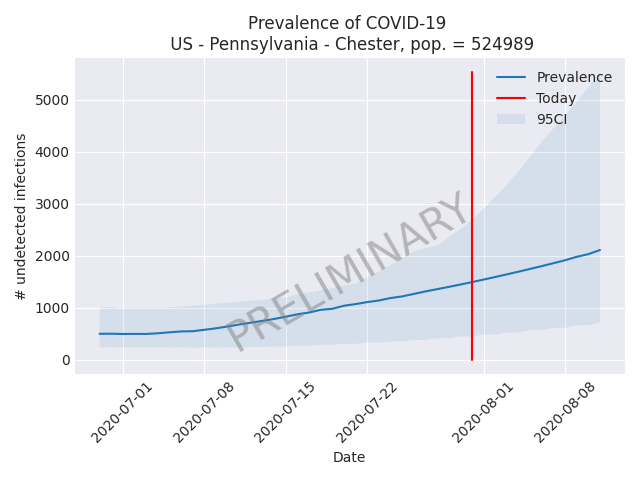 Prevalence of COVID-19
US - Pennsylvania - Chester, pop. = 524989
Prevalence
Today
95CI
# undetected infections
5000
4000
3000
2000
1000
0
PRELIMINARY
2020-07-01
2020-07-08
2020-07-15
2020-07-22
2020-08-01
2020-08-08
Date